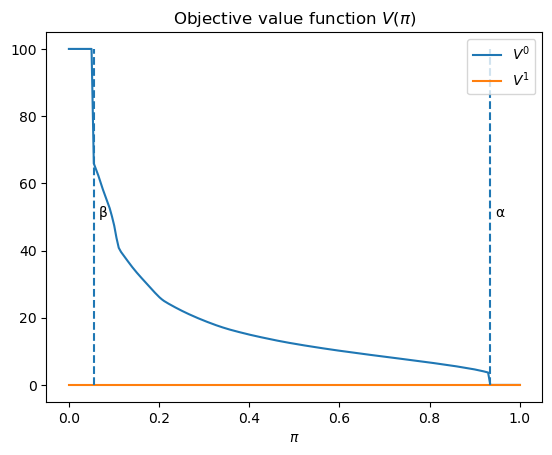 Objective value function V(π)
100
80
60
40
20
0
β
α
V⁰
V¹
0.0 0.2 0.4 0.6 0.8 1.0
π